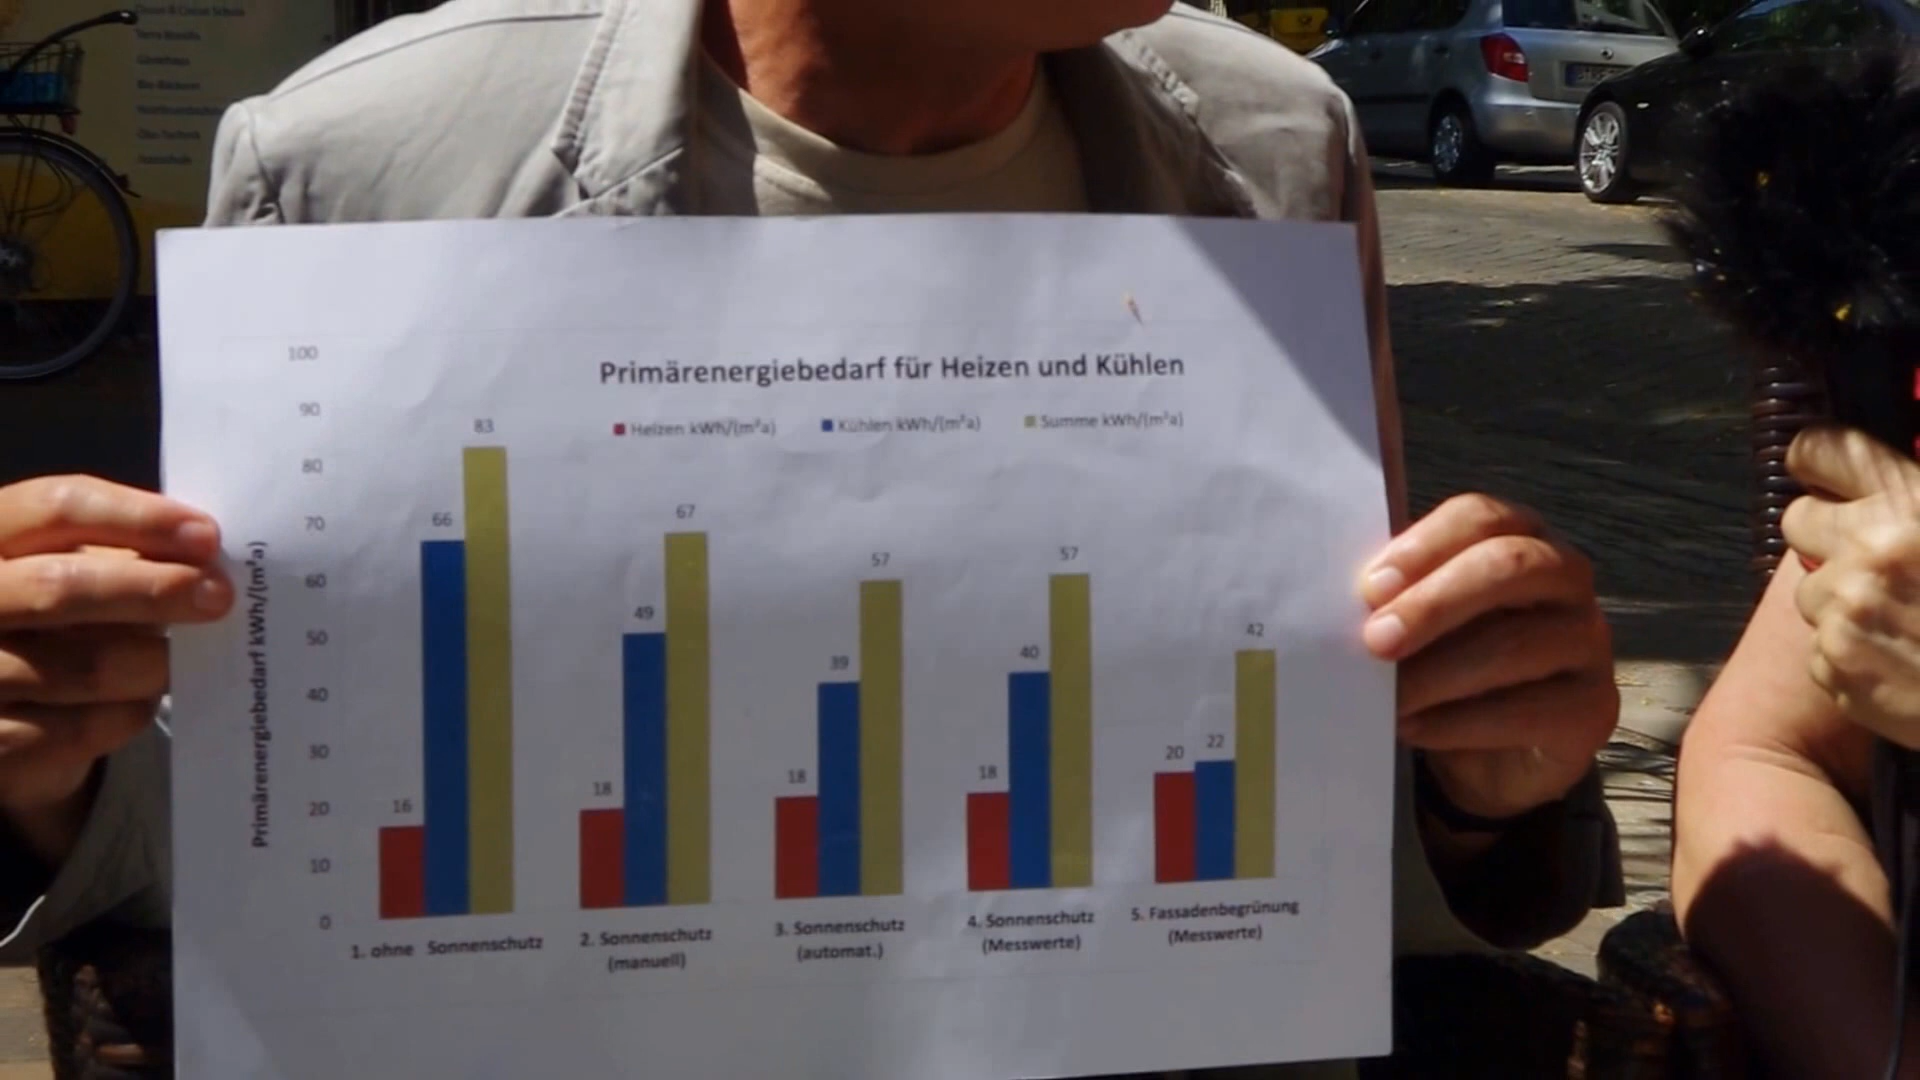 Primärenergiebedarf für Heizen und Kühlen
Heizen kWh/(m²a) Kühlen kWh/(m²a) Summe kWh/(m²a)
Primärenergiebedarf kWh/(m²a)
100
90
80
70
60
50
40
30
20
10
0
16 66 83
18 49 67
18 39 57
18 40 57
20 22 42
1. ohne Sonnenschutz
2. Sonnenschutz
(manuell)
3. Sonnenschutz
(automat.)
4. Sonnenschutz
(Messwerte)
5. Fassadenbegrünung
(Messwerte)